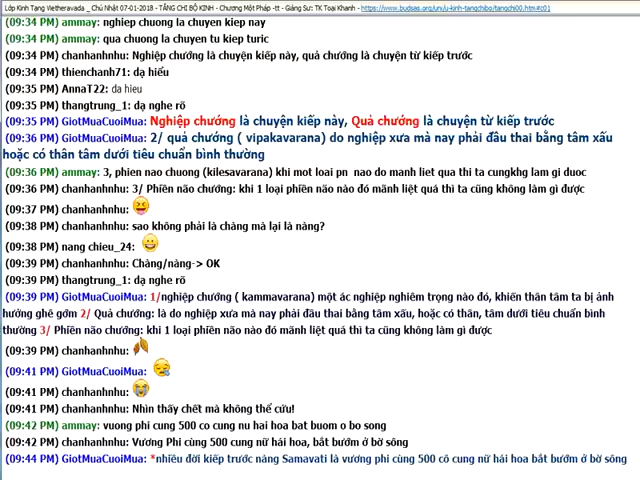 Lớp Kinh Tạng Vietheravada _ Chủ Nhật 07-01-2018 - TĂNG CHI BỘ KINH - Chương Một Pháp -tt - Giảng Sư: TK Toại Khanh - https://www.budsas.org/uni/u-kinh-tangchibo/tangchi00.htm#c01
(09:34 PM) ammay: nghiep chuong la chuyen kiep nay
(09:34 PM) ammay: qua chuong la chuyen tu kiep turic
(09:34 PM) chanhanhnhu: Nghiệp chướng là chuyện kiếp này, quả chướng là chuyện từ kiếp trước
(09:34 PM) thienchanh71: dạ hiểu
(09:35 PM) AnnaT22: da hieu
(09:35 PM) thangtrung_1: dạ nghe rõ
(09:35 PM) GiotMuaCuoiMua: Nghiệp chướng là chuyện kiếp này, Quả chướng là chuyện từ kiếp trước
(09:36 PM) GiotMuaCuoiMua: 2/ quả chướng ( vipakavarana) do nghiệp xưa mà nay phải đầu thai bằng tâm xấu
hoặc có thân tâm dưới tiêu chuẩn bình thường
(09:36 PM) ammay: 3, phien nao chuong (kilesavarana) khi mot loai pn nao do manh liet qua thi ta cungkhg lam gi duoc
(09:36 PM) chanhanhnhu: 3/ Phiền não chướng: khi 1 loại phiền não nào đó mãnh liệt quá thì ta cũng không làm gì được
(09:37 PM) chanhanhnhu:
(09:38 PM) chanhanhnhu: sao không phải là chàng mà lại là nàng?
(09:38 PM) nang chieu_24:
(09:39 PM) chanhanhnhu: Chàng/nàng-> OK
(09:39 PM) thangtrung_1: dạ nghe rõ
(09:39 PM) GiotMuaCuoiMua: 1/nghiệp chướng ( kammavarana) một ác nghiệp nghiêm trọng nào đó, khiến thân tâm ta bị ảnh
hưởng ghê gớm 2/ Quả chướng: là do nghiệp xưa mà nay phải đầu thai bằng tâm xấu, hoặc có thân, tâm dưới tiêu chuẩn bình
thường 3/ Phiền não chướng: khi 1 loại phiền não nào đó mãnh liệt quá thì ta cũng không làm gì được
(09:39 PM) chanhanhnhu:
(09:41 PM) GiotMuaCuoiMua:
(09:41 PM) chanhanhnhu:
(09:41 PM) chanhanhnhu: Nhìn thấy chết mà không thể cứu!
(09:42 PM) ammay: vuong phi cung 500 co cung nu hai hoa bat buom o bo song
(09:42 PM) chanhanhnhu: Vương Phi cùng 500 cung nữ hái hoa, bắt bướm ở bờ sông
(09:44 PM) GiotMuaCuoiMua: *nhiều đời kiếp trước nàng Samavati là vương phi cùng 500 cô cung nữ hái hoa bắt bướm ở bờ sông